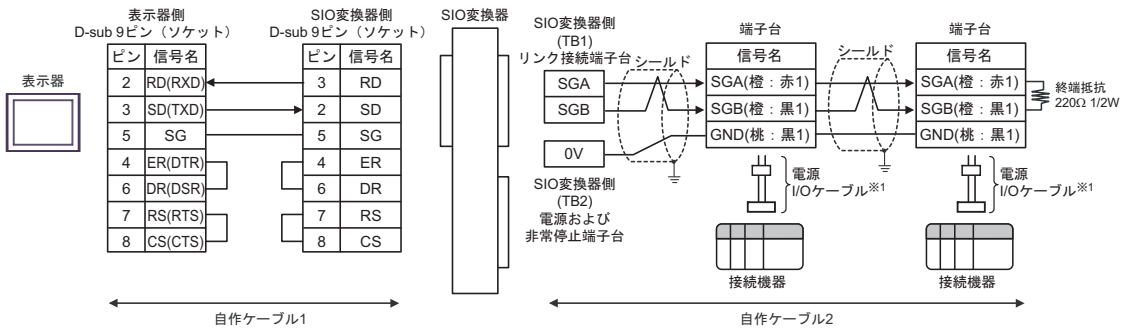 表示器
表示器側
D-sub 9ピン（ソケット）
ピン 信号名
2 RD(RXD)
3 SD(TXD)
5 SG
4 ER(DTR)
6 DR(DSR)
7 RS(RTS)
8 CS(CTS)
SIO変換器側
D-sub 9ピン（ソケット）
ピン 信号名
3 RD
2 SD
5 SG
4 ER
6 DR
7 RS
8 CS
自作ケーブル1
SIO変換器
SIO変換器側
(TB1)
リンク接続端子台
SGA
SGB
0V
SIO変換器側
(TB2)
電源および
非常停止端子台
シールド
端子台
信号名
SGA(橙：赤1)
SGB(橙：黒1)
GND(桃：黒1)
電源
I/Oケーブル※1
接続機器
シールド
端子台
信号名
SGA(橙：赤1)
SGB(橙：黒1)
GND(桃：黒1)
終端抵抗
220Ω 1/2W
電源
I/Oケーブル※1
接続機器
自作ケーブル2